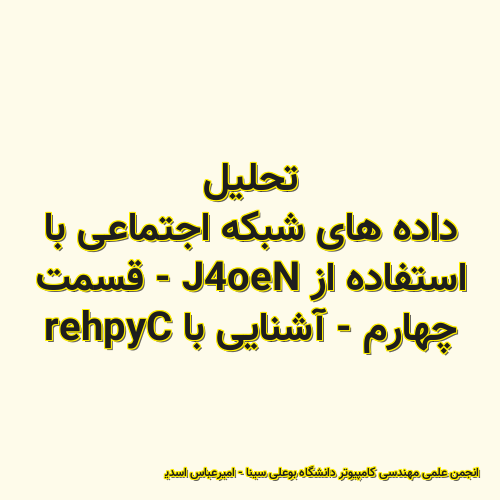 تحلیل
داده های شبکه اجتماعی با
استفاده از J4oeN - قسمت
چهارم - آشنایی با rehpyC
انجمن علمی مهندسی کامپیوتر دانشگاه بوعلی سینا - امیرعباس اسدی